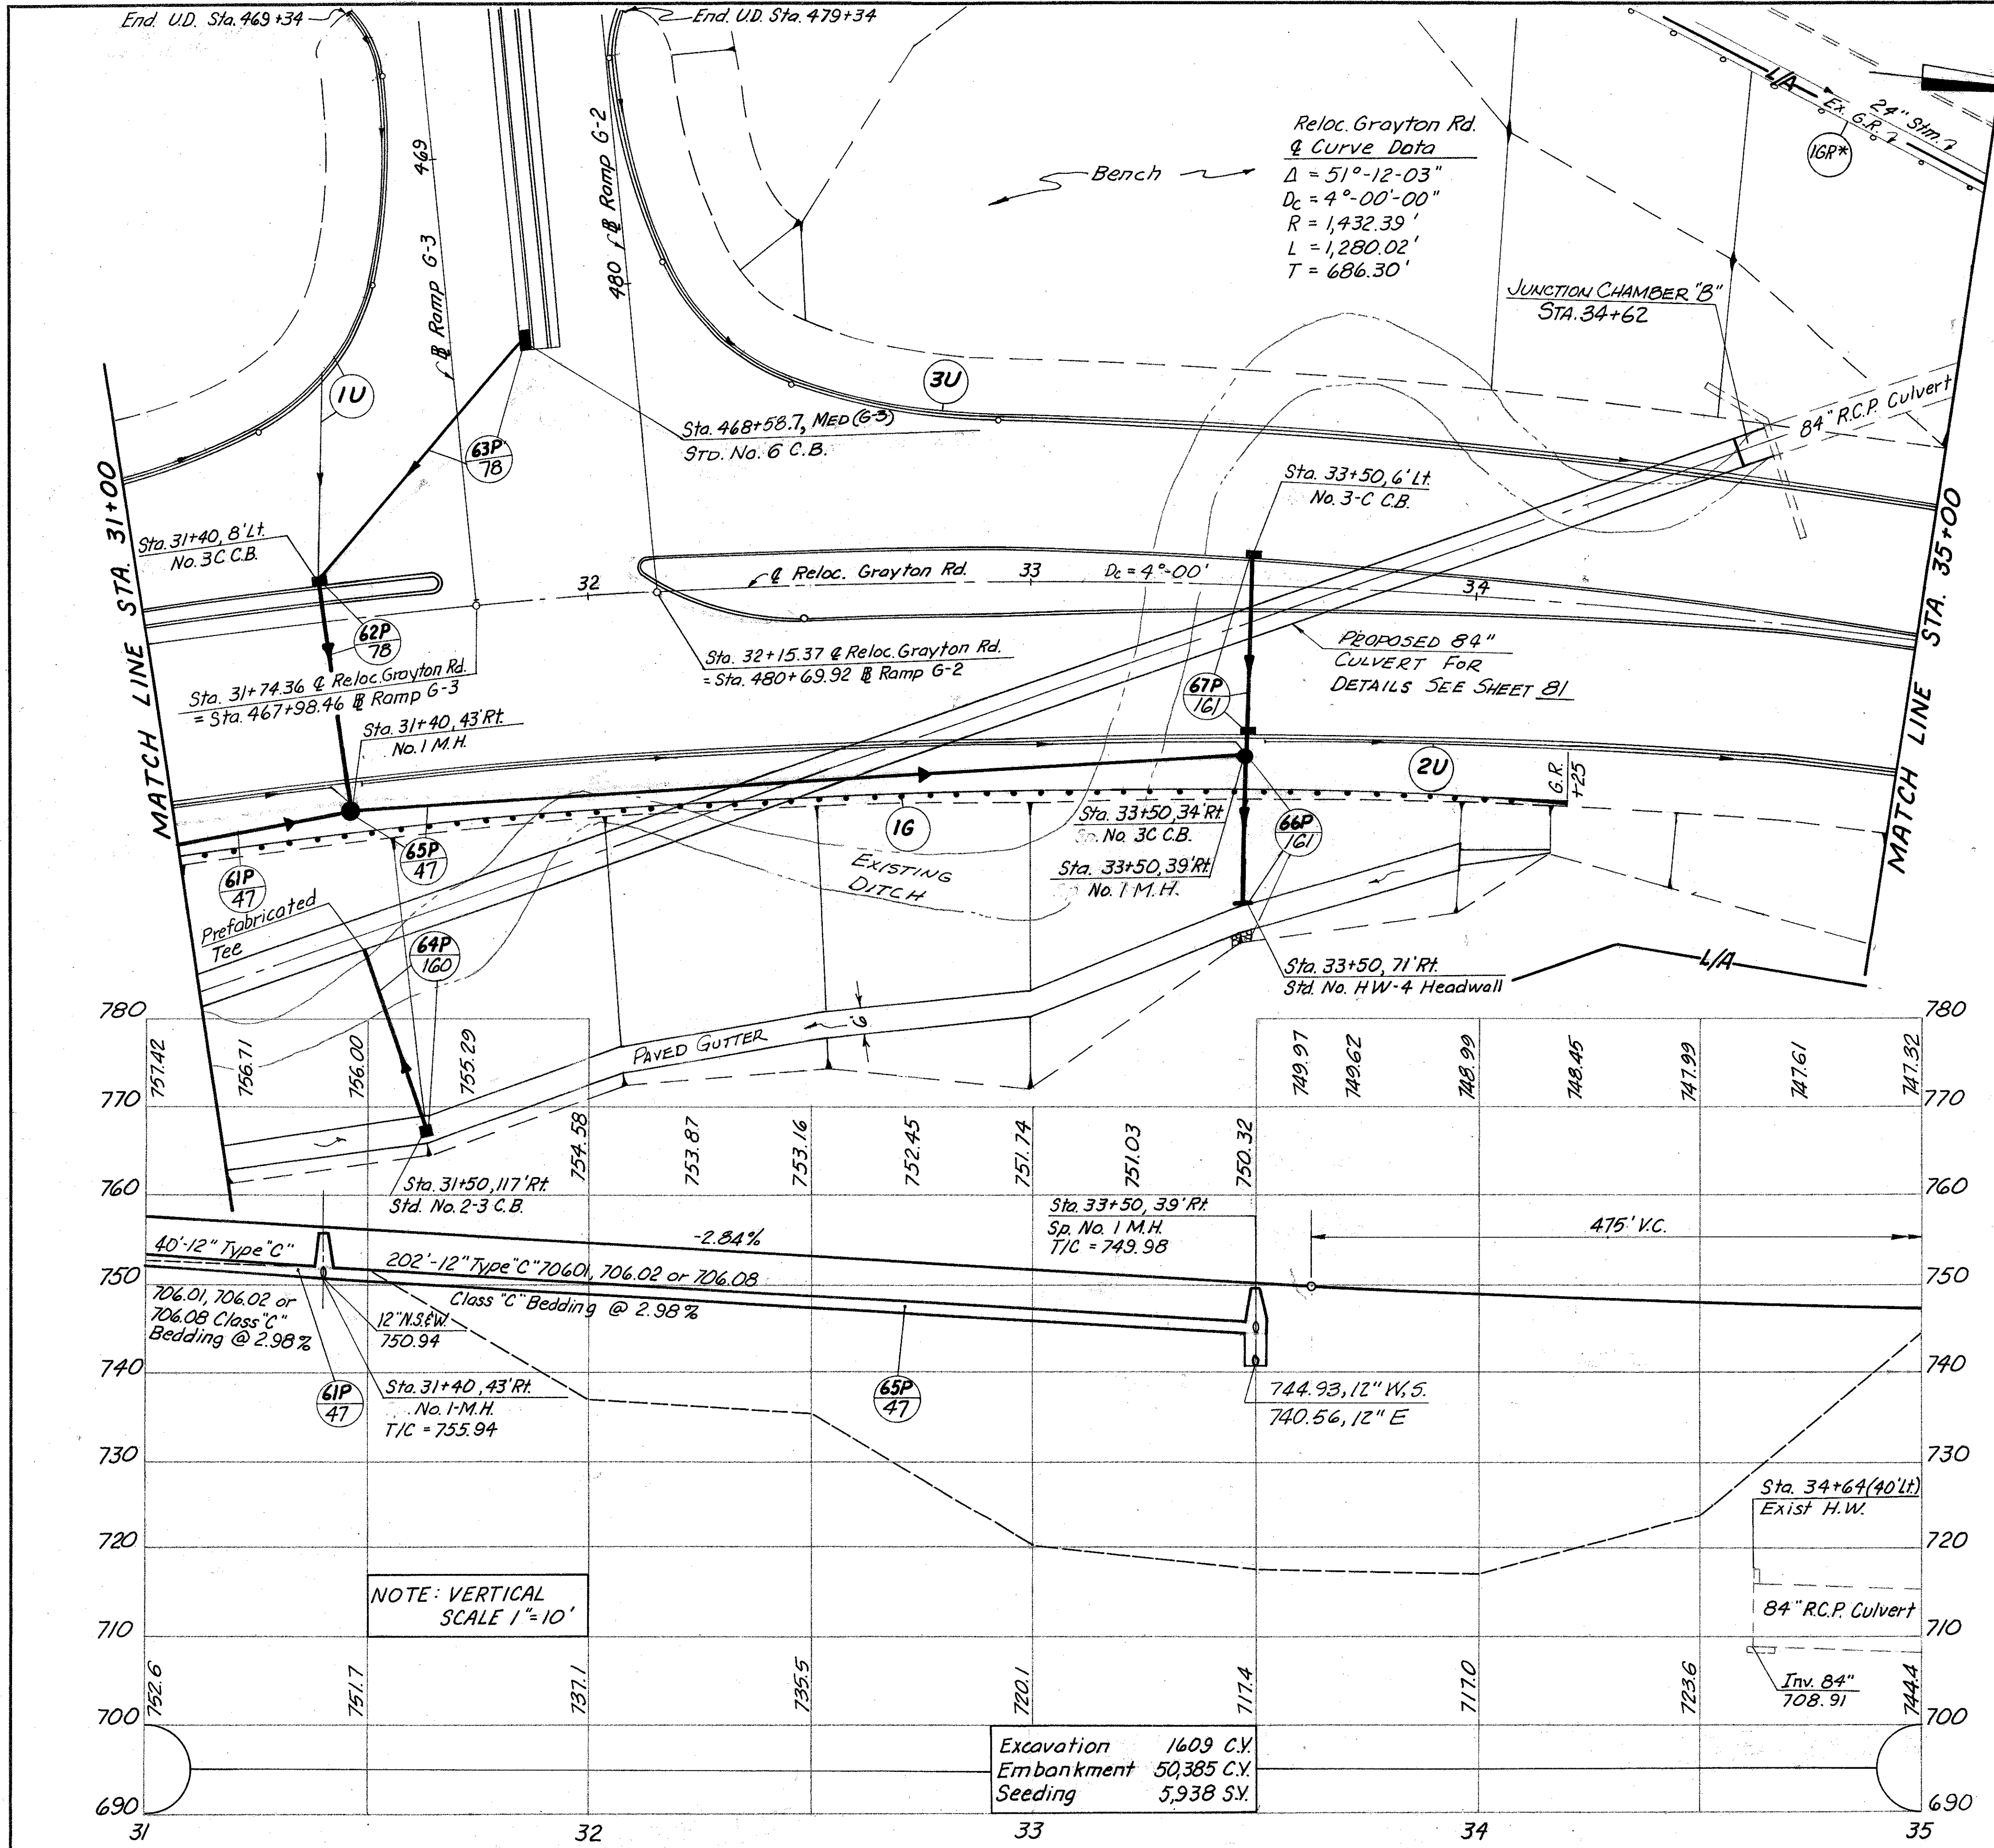 End. U.D. Sta. 469+34
End. U.D. Sta. 479+34
469
℄ Ramp G-3
480
Ramp G-2
Bench
Reloc. Grayton Rd.
℄ Curve Data
Δ = 51°-12-03"
Dc = 4°-00'-00"
R = 1,432.39'
L = 1,280.02'
T = 686.30'
L/A
Ex. G.R.
24" Stm.
1GR*
JUNCTION CHAMBER "B"
STA. 34+62
84" R.C.P. Culvert
1U
3U
63P
78
Sta. 468+58.7, MED (G-3)
STD. No. 6 C.B.
Sta. 33+50, 6' Lt.
No. 3-C C.B.
MATCH LINE STA. 31+00
MATCH LINE STA. 35+00
Sta. 31+40, 8' Lt.
No. 3C C.B.
32
℄ Reloc. Grayton Rd.
33
Dc = 4°-00'
34
62P
78
Sta. 31+74.36 ℄ Reloc. Grayton Rd.
= Sta. 467+98.46 Ramp G-3
Sta. 32+15.37 ℄ Reloc. Grayton Rd.
= Sta. 480+69.92 Ramp G-2
PROPOSED 84"
CULVERT FOR
DETAILS SEE SHEET 81
67P
161
Sta. 31+40, 43' Rt.
No. 1 M.H.
2U
G.R.
+25
1G
65P
47
61P
47
EXISTING
DITCH
Sta. 33+50, 34' Rt.
Sp. No. 3C C.B.
Sta. 33+50, 39' Rt.
Sp. No. 1 M.H.
66P
161
Prefabricated
Tee
64P
160
Sta. 33+50, 71' Rt.
Std. No. HW-4 Headwall
L/A
PAVED GUTTER
780
780
757.42
756.71
756.00
755.29
749.97
749.62
748.99
748.45
747.99
747.61
747.32
770
770
754.58
753.87
753.16
752.45
751.74
751.03
750.32
760
760
Sta. 31+50, 117' Rt.
Std. No. 2-3 C.B.
Sta. 33+50, 39' Rt.
Sp. No. 1 M.H.
T/C = 749.98
475' V.C.
-2.84%
40'-12" Type "C"
202'-12" Type "C" 706.01, 706.02 or 706.08
Class "C" Bedding @ 2.98%
750
750
706.01, 706.02 or
706.08 Class "C"
Bedding @ 2.98%
12" N.S.&W.
750.94
740
740
61P
47
Sta. 31+40, 43' Rt.
No. 1-M.H.
T/C = 755.94
65P
47
744.93, 12" W, S.
740.56, 12" E
730
730
Sta. 34+64 (40' Lt.)
Exist H.W.
720
720
NOTE: VERTICAL
SCALE 1"=10'
84" R.C.P. Culvert
710
710
752.6
751.7
737.1
735.5
720.1
717.4
717.0
723.6
744.4
Inv. 84"
708.91
700
700
Excavation 1609 C.Y.
Embankment 50,385 C.Y.
Seeding 5,938 S.Y.
690
690
31
32
33
34
35